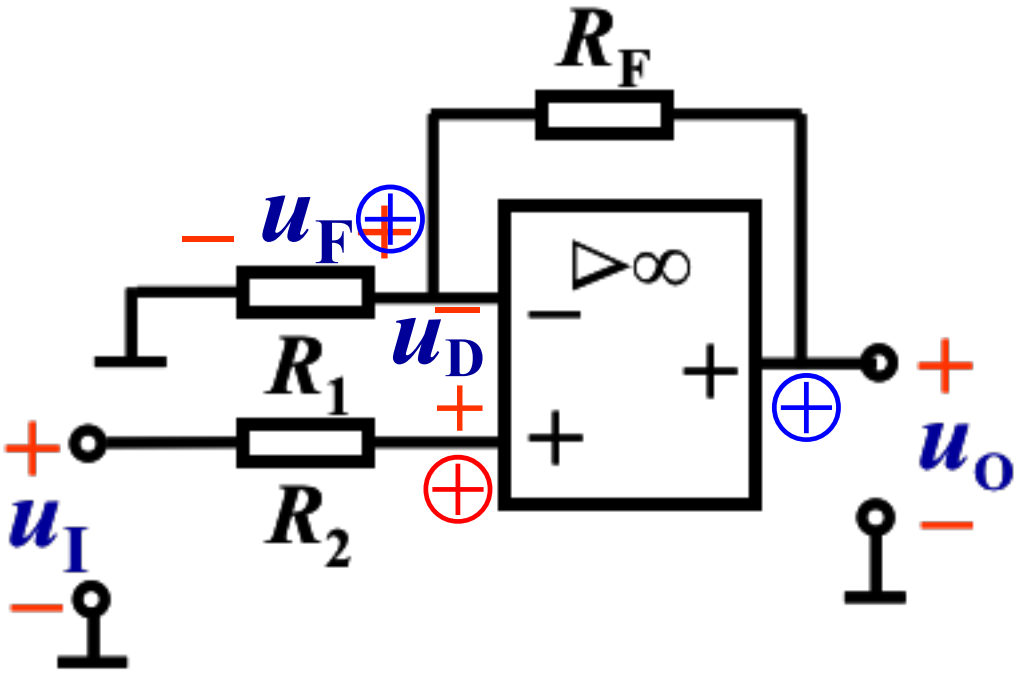 R_F
− u_F ⊕ +
▷∞
−
u_D
−
R_1
+
+
⊕
+
+
u_I
−
R_2
+
⊕
+
u_O
−